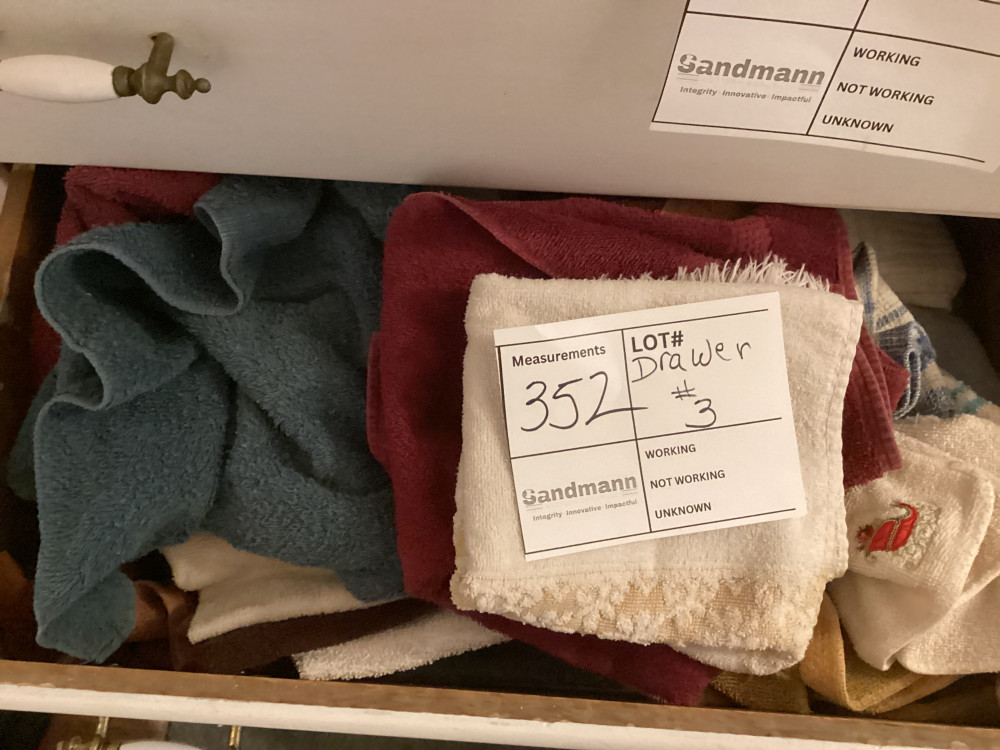 Sandmann
Integrity Innovative Impactful
WORKING
NOT WORKING
UNKNOWN
Measurements
352
LOT#
Drawer
#3
Sandmann
Integrity Innovative Impactful
WORKING
NOT WORKING
UNKNOWN